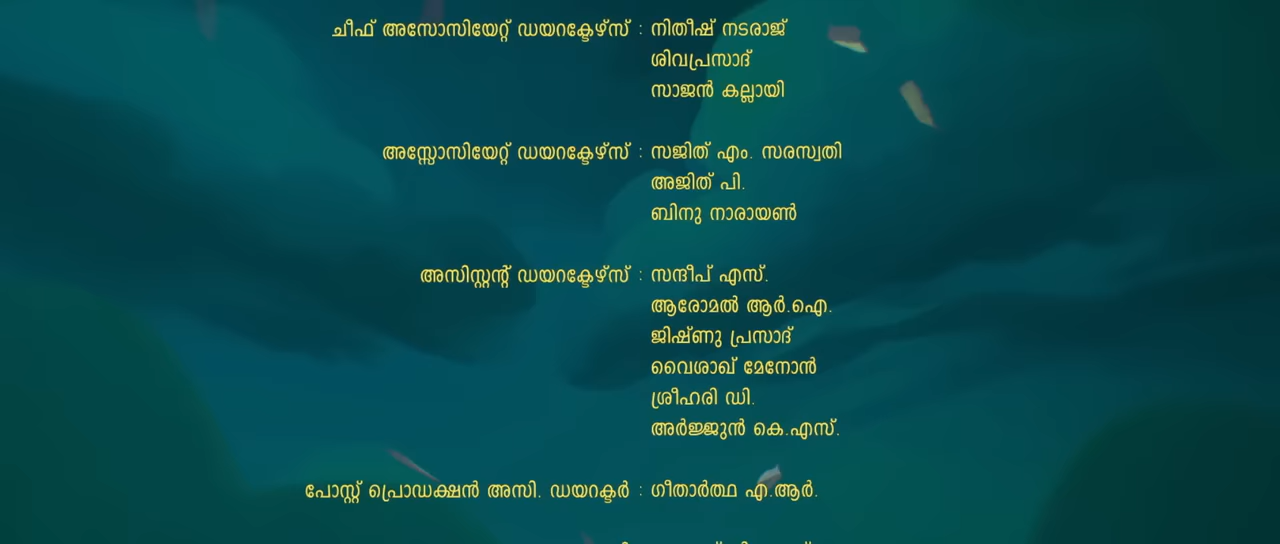 ചീഫ് അസോസിയേറ്റ് ഡയറക്ടേഴ്സ് : നിതീഷ് നടരാജ്
ശിവപ്രസാദ്
സാജൻ കല്ലായി
അസ്സോസിയേറ്റ് ഡയറക്ടേഴ്സ് : സജിത് എം. സരസ്വതി
അജിത് പി.
ബിനു നാരായൺ
അസിസ്റ്റന്റ് ഡയറക്ടേഴ്സ് : സന്ദീപ് എസ്.
ആരോമൽ ആർ.ഐ.
ജിഷ്ണു പ്രസാദ്
വൈശാഖ് മേനോൻ
ശ്രീഹരി ഡി.
അർജ്ജുൻ കെ.എസ്.
പോസ്റ്റ് പ്രൊഡക്ഷൻ അസി. ഡയറക്ടർ : ഗീതാർത്ഥ എ.ആർ.